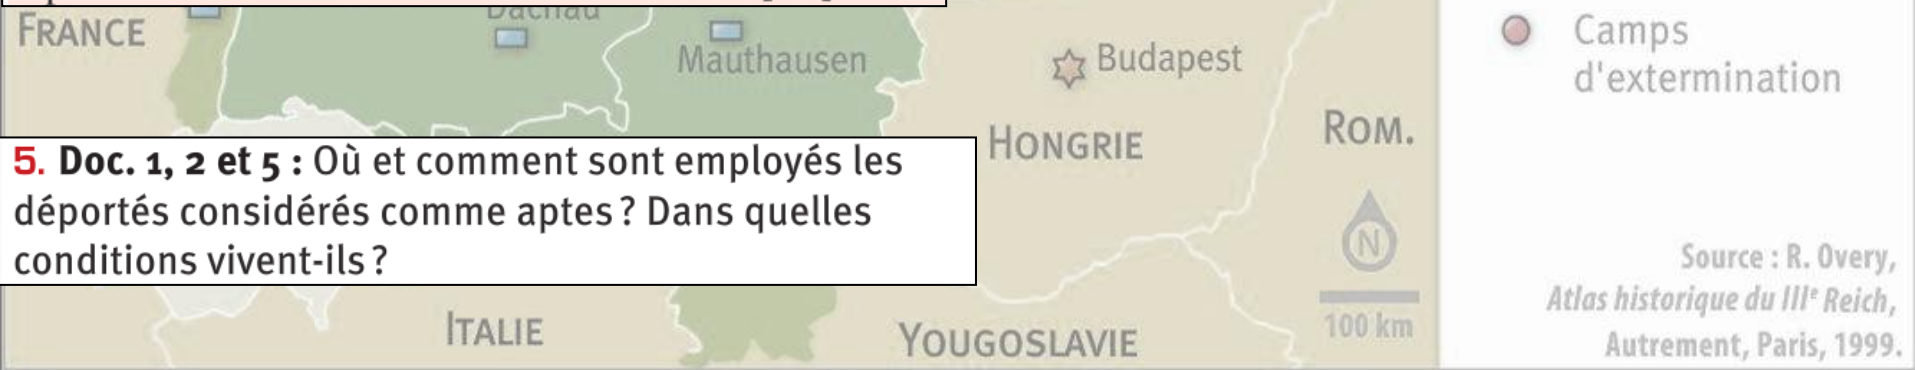 FRANCE
Dachau
Mauthausen
Budapest
HONGRIE
ROM.
5. Doc. 1, 2 et 5 : Où et comment sont employés les
déportés considérés comme aptes ? Dans quelles
conditions vivent-ils ?
ITALIE
YOUGOSLAVIE
N
100 km
Camps
d'extermination
Source : R. Overy,
Atlas historique du IIIe Reich,
Autrement, Paris, 1999.